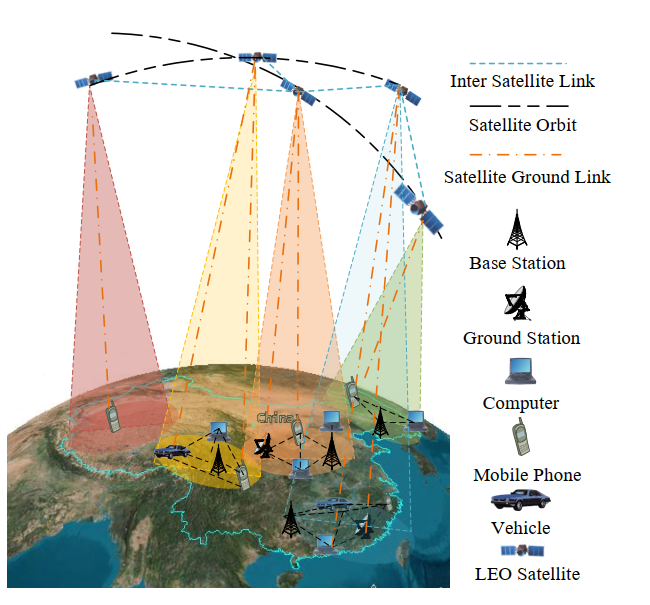 Inter Satellite Link
Satellite Orbit
Satellite Ground Link
Base Station
Ground Station
Computer
Mobile Phone
Vehicle
LEO Satellite
China